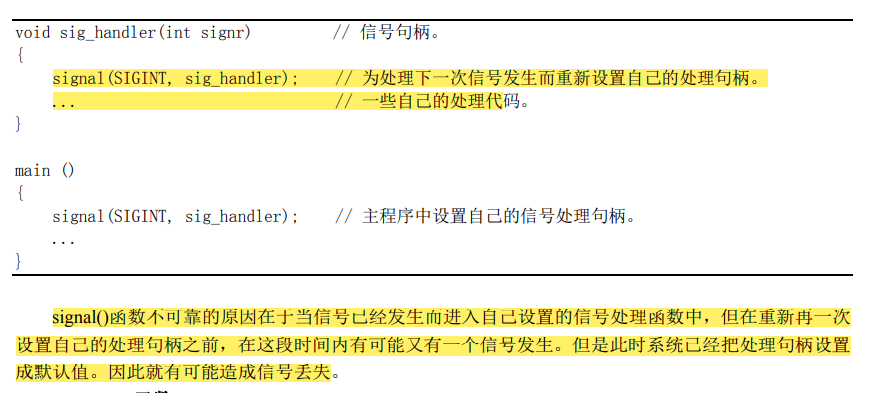 void sig_handler(int signr)          // 信号句柄。
{
    signal(SIGINT, sig_handler);    // 为处理下一次信号发生而重新设置自己的处理句柄。
    ...                             // 一些自己的处理代码。
}
main ()
{
    signal(SIGINT, sig_handler);    // 主程序中设置自己的信号处理句柄。
    ...
}
signal()函数不可靠的原因在于当信号已经发生而进入自己设置的信号处理函数中，但在重新再一次
设置自己的处理句柄之前，在这段时间内有可能又有一个信号发生。但是此时系统已经把处理句柄设置
成默认值。因此就有可能造成信号丢失。